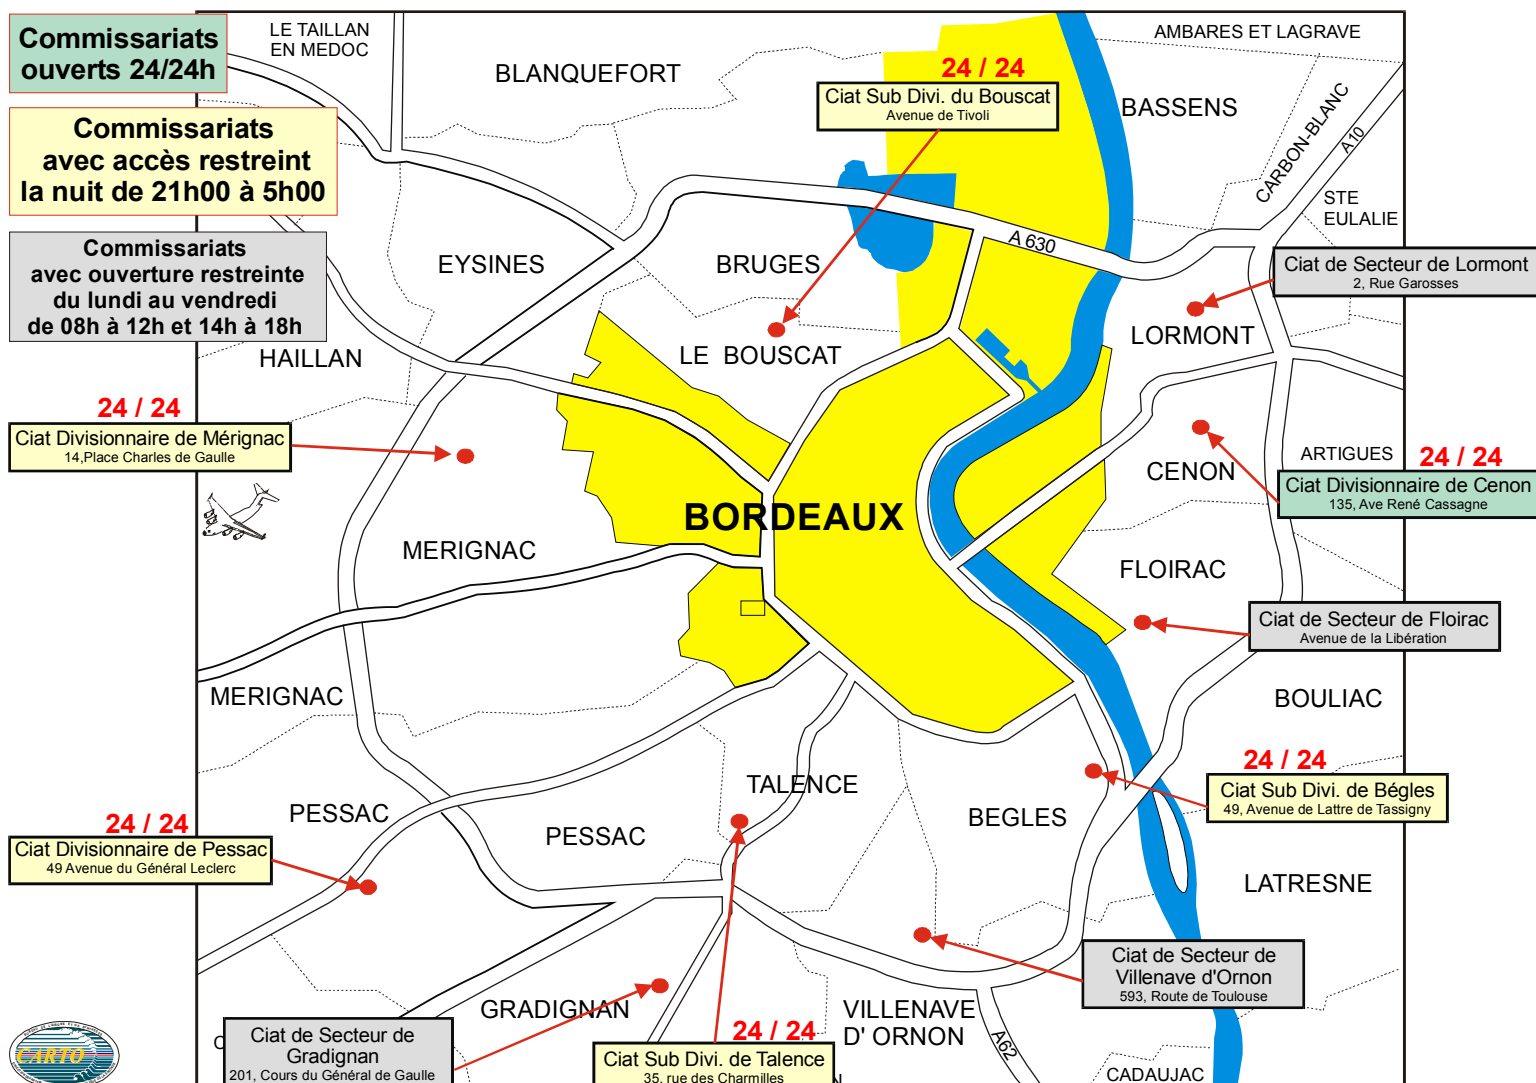 Commissariats
ouverts 24/24h
Commissariats
avec accès restreint
la nuit de 21h00 à 5h00
Commissariats
avec ouverture restreinte
du lundi au vendredi
de 08h à 12h et 14h à 18h
LE TAILLAN
EN MEDOC
BLANQUEFORT
24 / 24
Ciat Sub Divi. du Bouscat
Avenue de Tivoli
AMBARES ET LAGRAVE
BASSENS
CARBON-BLANC
A10
STE
EULALIE
EYSINES
BRUGES
A 630
Ciat de Secteur de Lormont
2, Rue Garosses
LORMONT
HAILLAN
LE BOUSCAT
24 / 24
Ciat Divisionnaire de Mérignac
14,Place Charles de Gaulle
CENON
ARTIGUES
24 / 24
Ciat Divisionnaire de Cenon
135, Ave René Cassagne
BORDEAUX
MERIGNAC
FLOIRAC
Ciat de Secteur de Floirac
Avenue de la Libération
MERIGNAC
BOULIAC
24 / 24
Ciat Sub Divi. de Bégles
49, Avenue de Lattre de Tassigny
TALENCE
PESSAC
PESSAC
BEGLES
24 / 24
Ciat Divisionnaire de Pessac
49 Avenue du Général Leclerc
LATRESNE
Ciat de Secteur de
Villenave d'Ornon
593, Route de Toulouse
GRADIGNAN
VILLENAVE
D' ORNON
A62
Ciat de Secteur de
Gradignan
201, Cours du Général de Gaulle
24 / 24
Ciat Sub Divi. de Talence
35, rue des Charmilles
CADAUJAC
CARTO